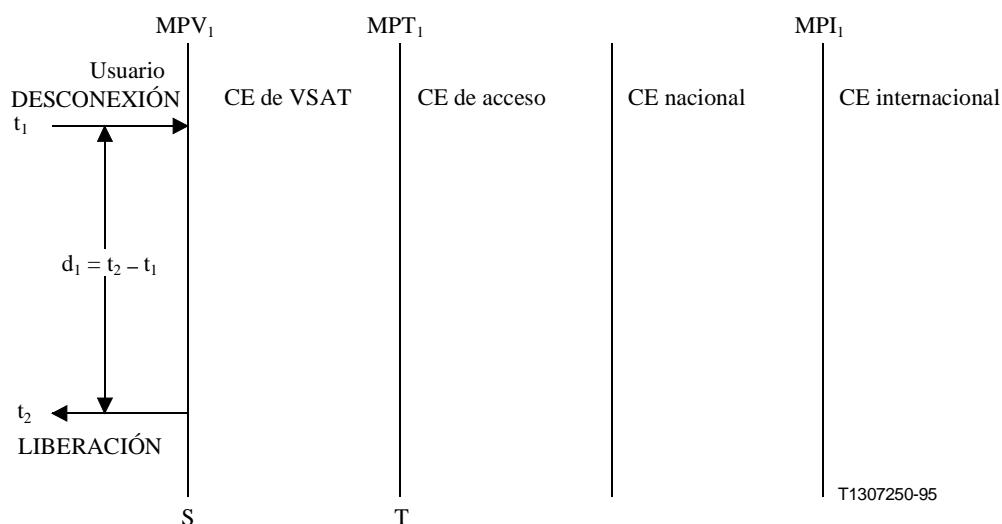 MPV₁ MPT₁ MPI₁
Usuario
DESCONEXIÓN CE de VSAT CE de acceso CE nacional CE internacional
t₁
d₁ = t₂ – t₁
t₂
LIBERACIÓN
T1307250-95
S T